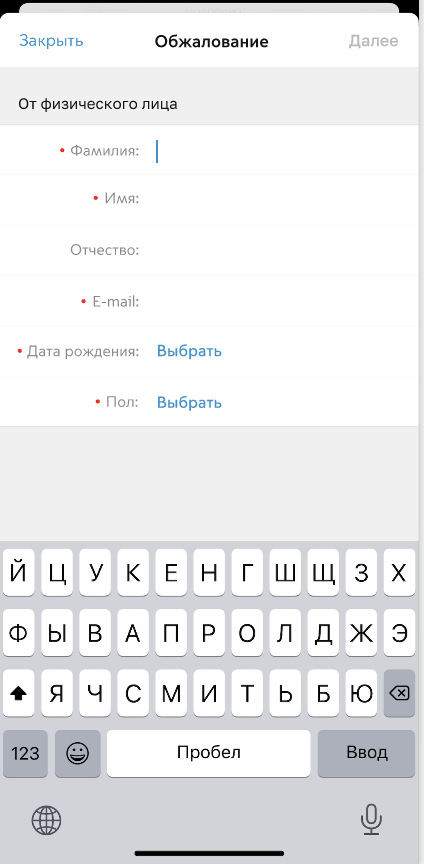 Закрыть Обжалование Далее
От физического лица
• Фамилия:
• Имя:
Отчество:
• E-mail:
• Дата рождения: Выбрать
• Пол: Выбрать
Й Ц У К Е Н Г Ш Щ З Х
Ф Ы В А П Р О Л Д Ж Э
Я Ч С М И Т Ь Б Ю
123 Пробел Ввод